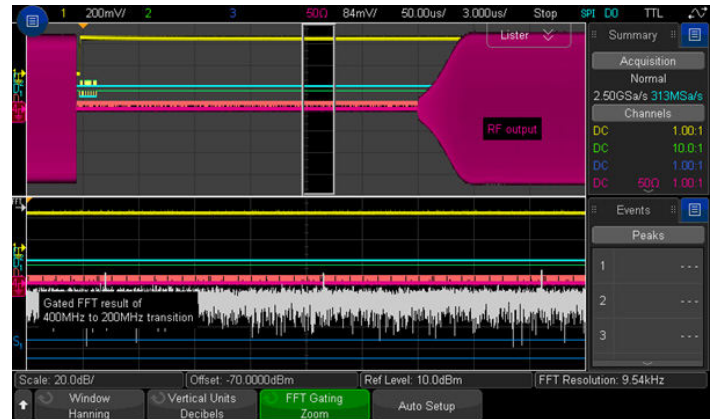 1 200mV/ 2 3 50Ω 84mV/ 50.00us/ 3.000us/ Stop SPI D0 TTL
Lister
Summary
Acquisition
Normal
2.50GSa/s 313MSa/s
Channels
DC 1.00:1
DC 10.0:1
DC 1.00:1
DC 50Ω 1.00:1
RF output
Events
Peaks
1 ---
2 ---
3 ---
Gated FFT result of
400MHz to 200MHz transition
Scale: 20.0dB/ Offset: -70.0000dBm Ref Level: 10.0dBm FFT Resolution: 9.54kHz
Window
Hanning
Vertical Units
Decibels
FFT Gating
Zoom
Auto Setup